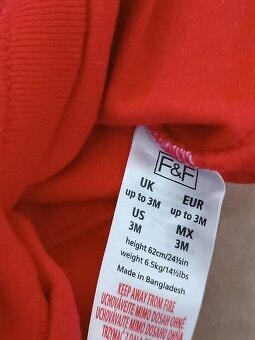 F&F
UK EUR
up to 3M up to 3M
US MX
3M 3M
height 62cm/24½in
weight 6.5kg/14½lbs
Made in Bangladesh
KEEP AWAY FROM FIRE
UCHOVÁVEJTE MIMO DOSAH OHNĚ
UCHOVÁVAJTE MIMO DOSAHU OHŇA
TRZYMAĆ Z DALA